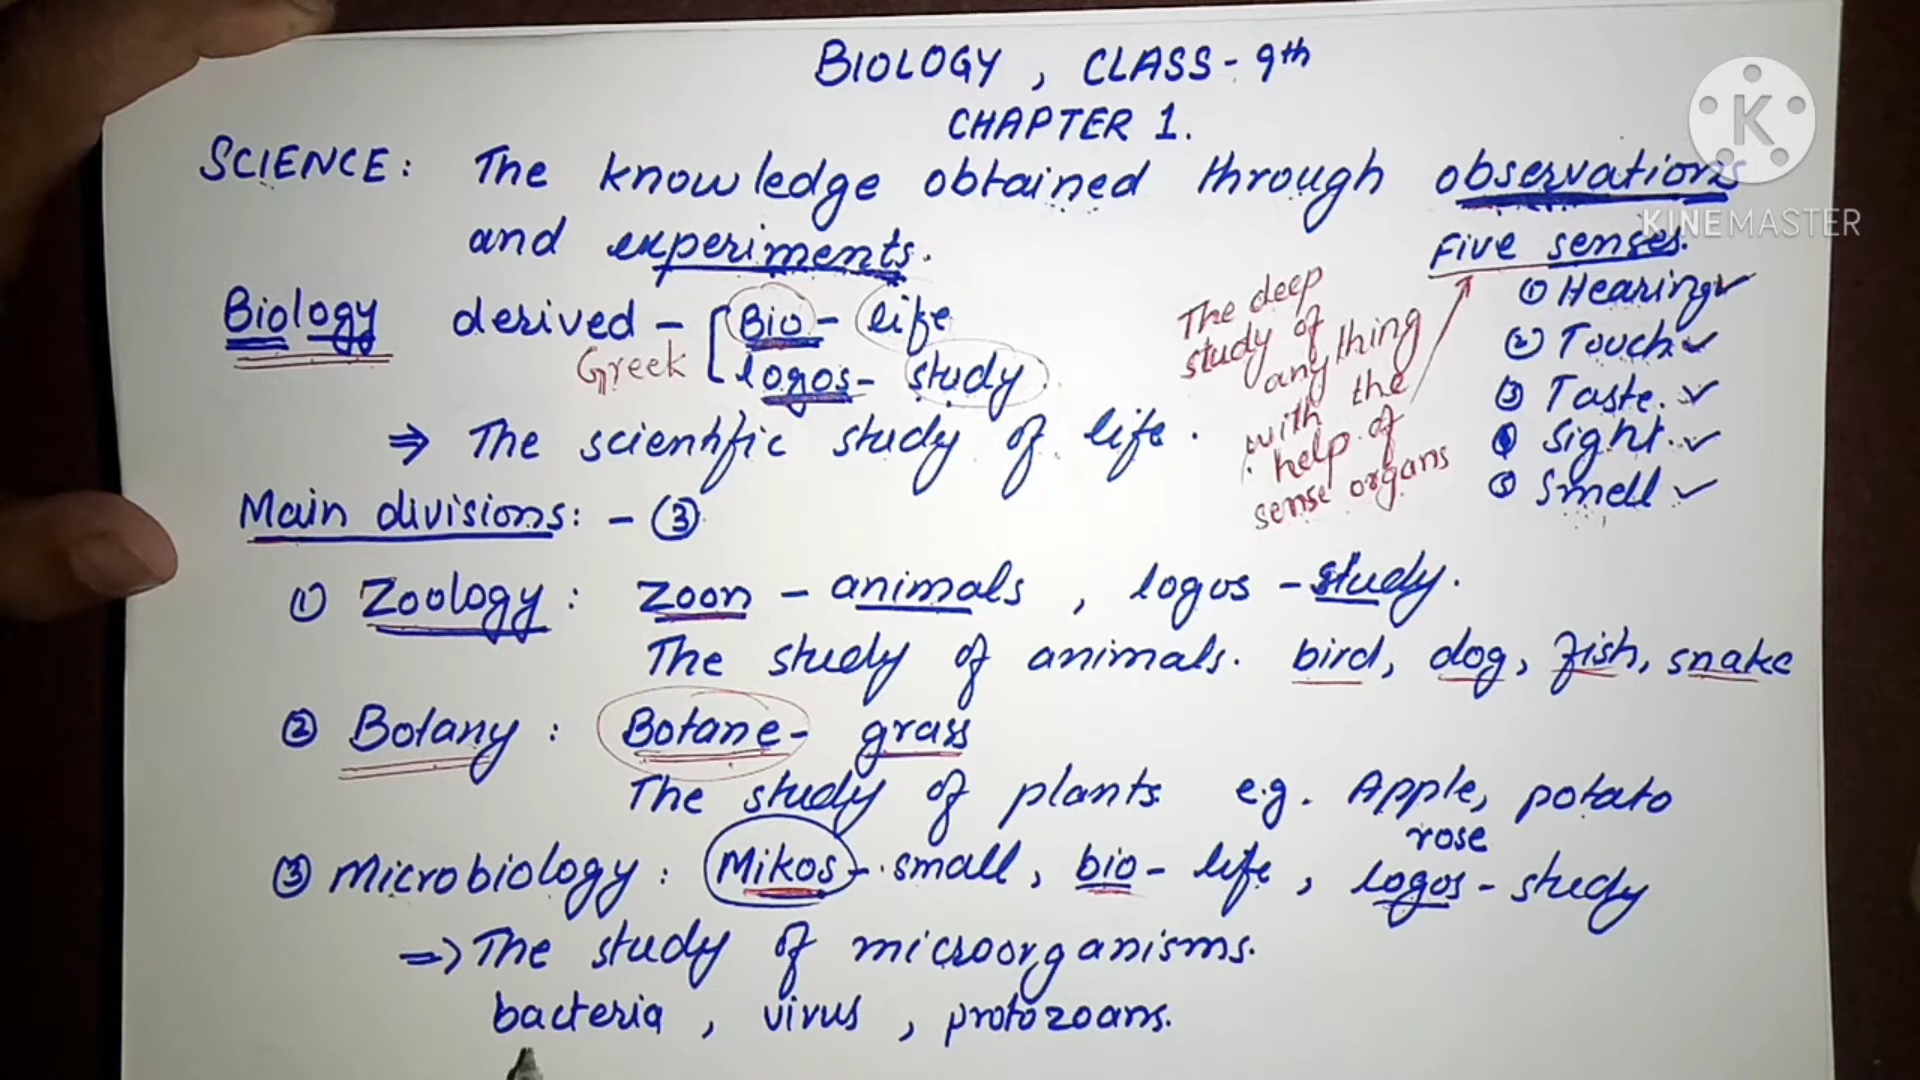 BIOLOGY, CLASS-9th
CHAPTER 1.
SCIENCE: The knowledge obtained through observations
and experiments.
Five senses.
① Hearing ✓
② Touch ✓
③ Taste. ✓
④ Sight. ✓
⑤ Smell ✓
The deep
study of
any thing
with the
help of
sense organs
Biology derived - [Bio - life
Greek logos - study
⇒ The scientific study of life.
Main divisions: - ③
① Zoology: Zoon - animals, logos - study.
The study of animals. bird, dog, fish, snake
② Botany: Botane - grass
The study of plants. e.g. Apple, potato
rose
③ Microbiology: Mikos - small, bio - life, logos - study
⇒ The study of microorganisms.
bacteria, virus, protozoans.
K
KINEMASTER